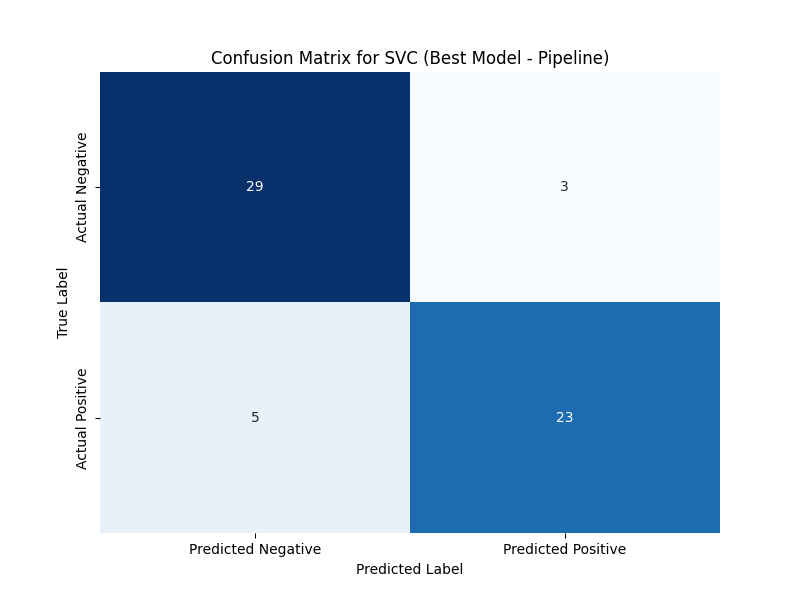 Confusion Matrix for SVC (Best Model - Pipeline)
True Label
Actual Negative
29
3
Actual Positive
5
23
Predicted Negative
Predicted Positive
Predicted Label